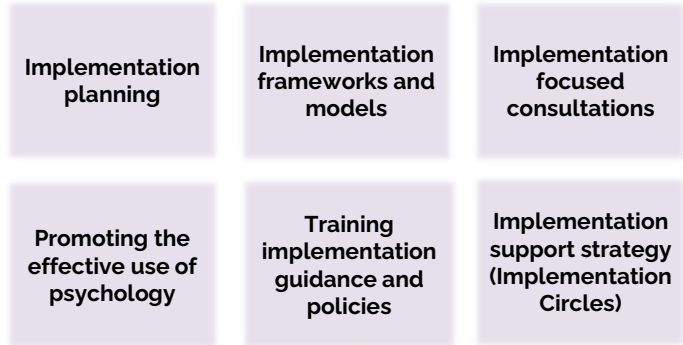 Implementation
planning
Implementation
frameworks and
models
Implementation
focused
consultations
Promoting the
effective use of
psychology
Training
implementation
guidance and
policies
Implementation
support strategy
(Implementation
Circles)